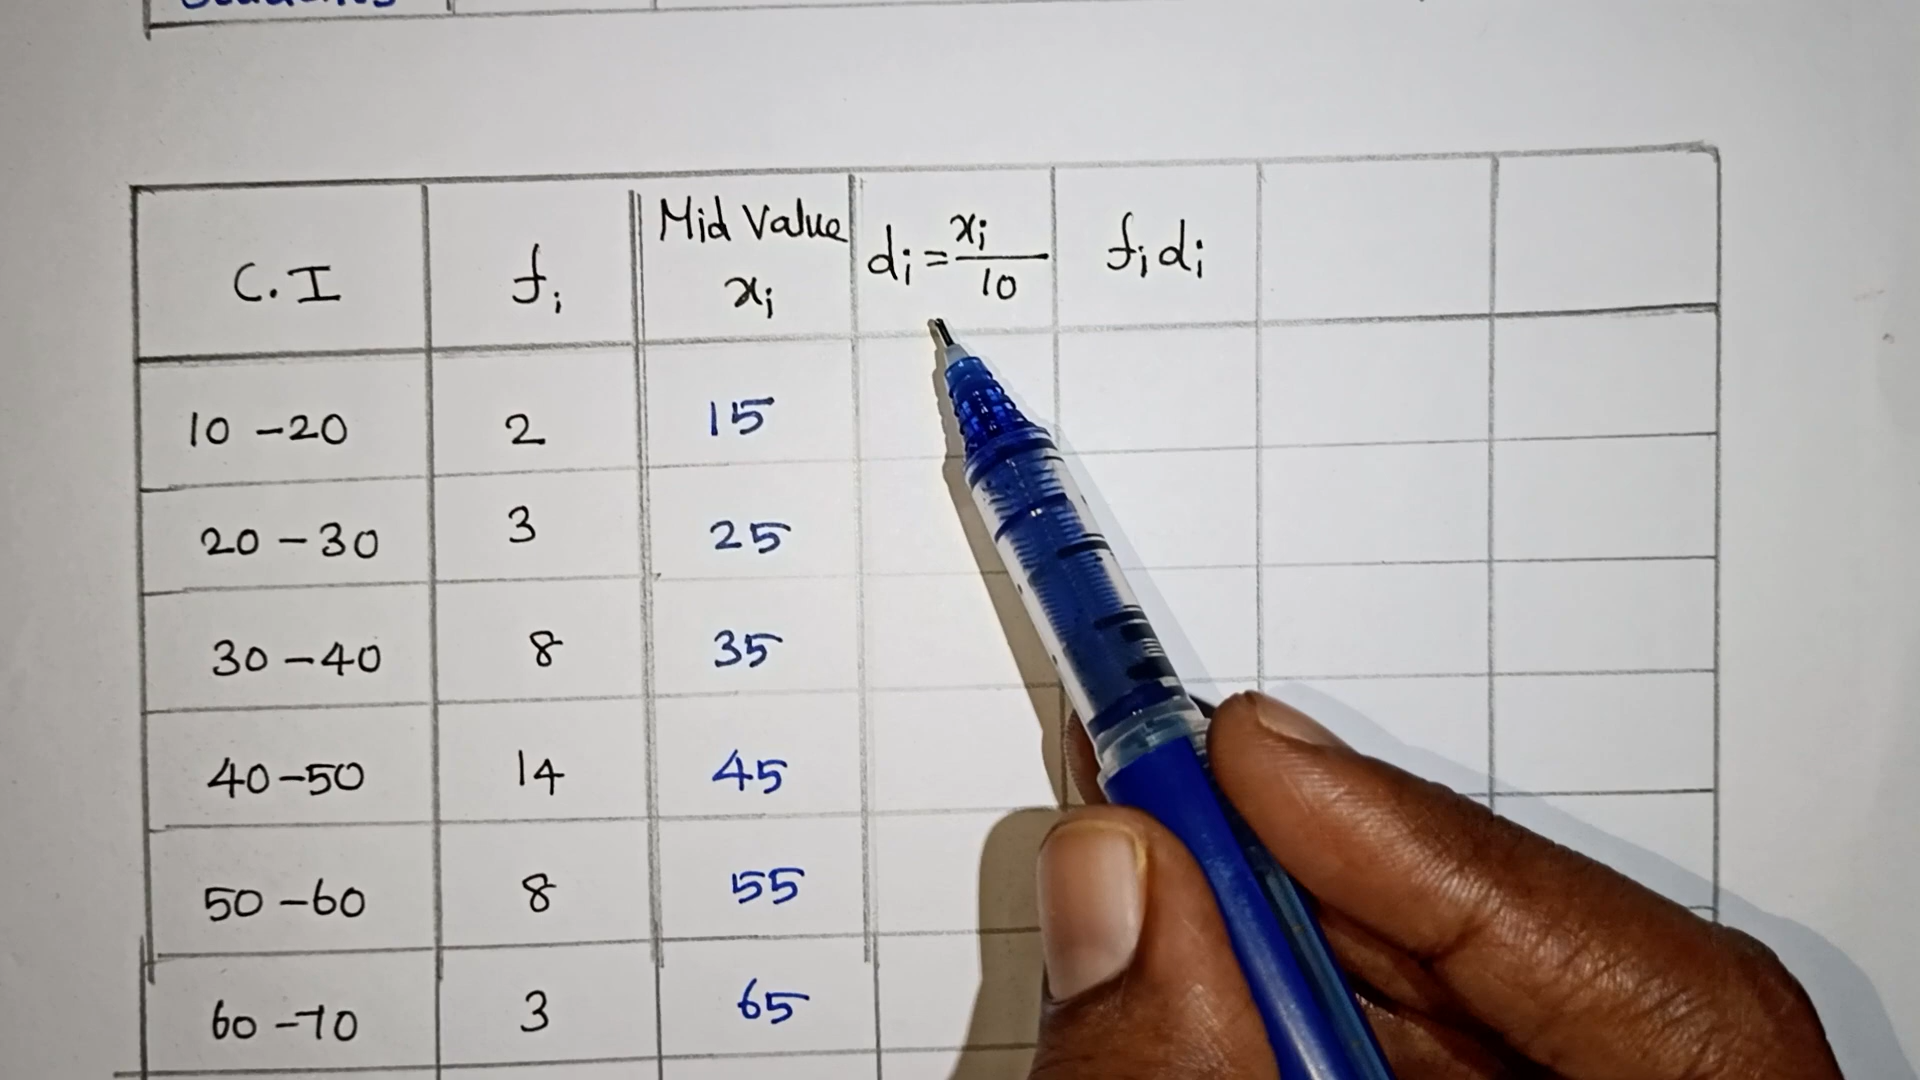 C.I fᵢ Mid Value xᵢ dᵢ = xᵢ/10 fᵢdᵢ
10 - 20 2 15
20 - 30 3 25
30 - 40 8 35
40 - 50 14 45
50 - 60 8 55
60 - 70 3 65